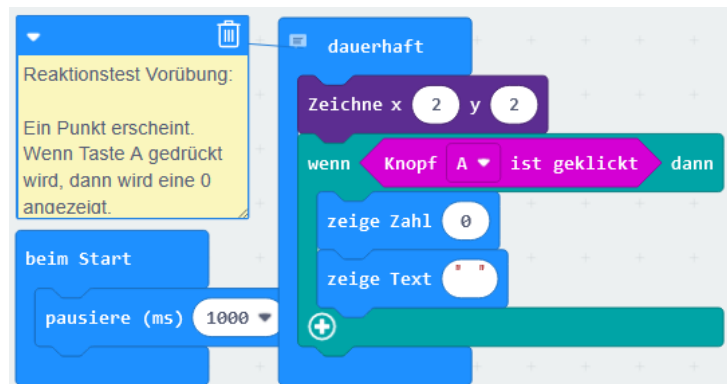 Reaktionstest Vorübung:
Ein Punkt erscheint.
Wenn Taste A gedrückt
wird, dann wird eine 0
angezeigt.
beim Start
pausiere (ms) 1000
dauerhaft
Zeichne x 2 y 2
wenn Knopf A ist geklickt dann
zeige Zahl 0
zeige Text " "